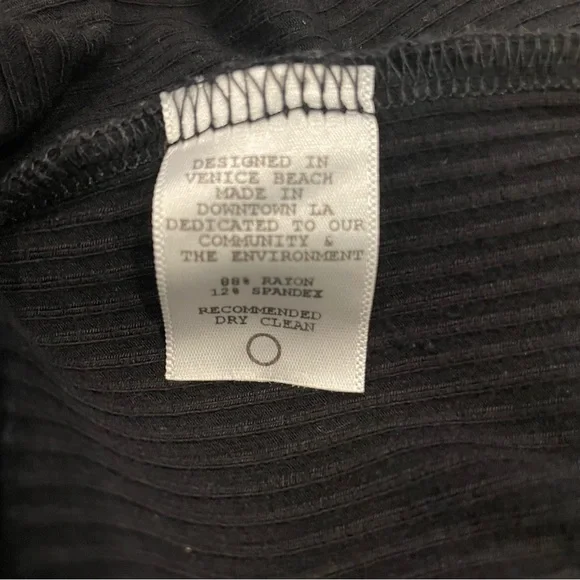 DESIGNED IN
VENICE BEACH
MADE IN
DOWNTOWN LA
DEDICATED TO OUR
COMMUNITY &
THE ENVIRONMENT
88% RAYON
12% SPANDEX
RECOMMENDED
DRY CLEAN